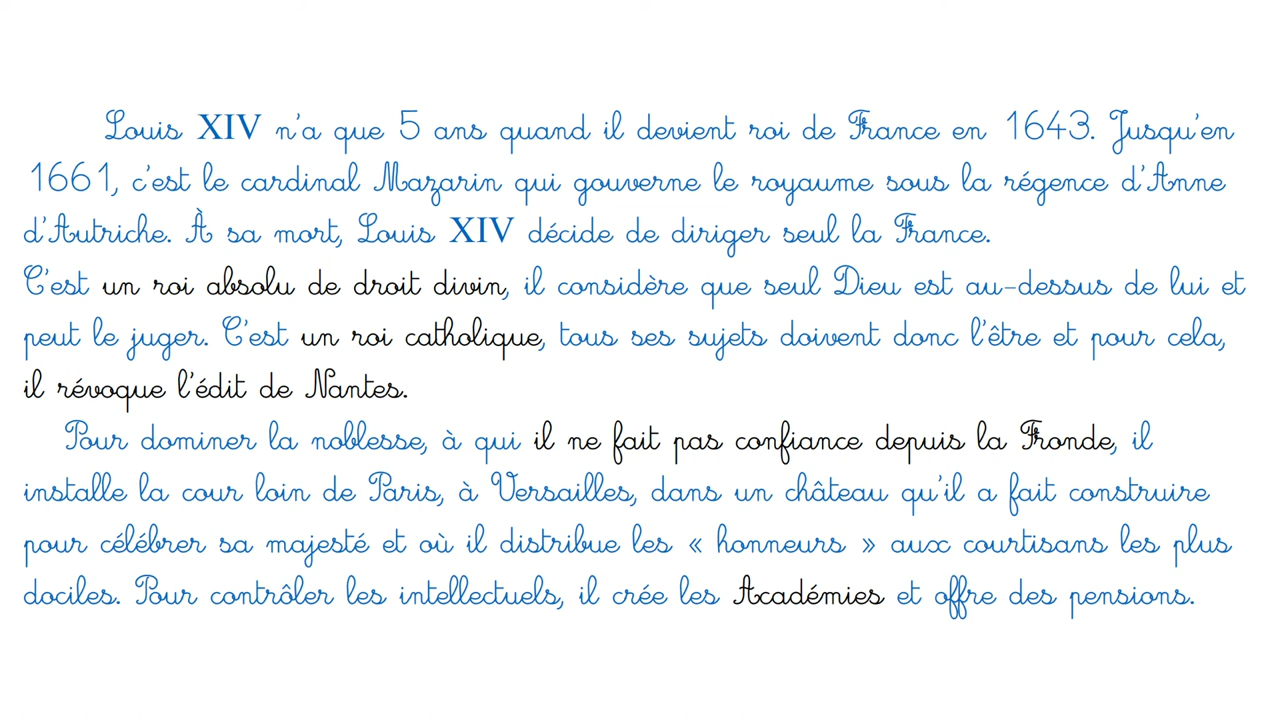 Louis XIV n'a que 5 ans quand il devient roi de France en 1643. Jusqu'en
1661, c'est le cardinal Mazarin qui gouverne le royaume sous la régence d'Anne
d'Autriche. À sa mort, Louis XIV décide de diriger seul la France.
C'est un roi absolu de droit divin, il considère que seul Dieu est au-dessus de lui et
peut le juger. C'est un roi catholique, tous ses sujets doivent donc l'être et pour cela,
il révoque l'édit de Nantes.
Pour dominer la noblesse, à qui il ne fait pas confiance depuis la Fronde, il
installe la cour loin de Paris, à Versailles, dans un château qu'il a fait construire
pour célébrer sa majesté et où il distribue les « honneurs » aux courtisans les plus
dociles. Pour contrôler les intellectuels, il crée les Académies et offre des pensions.